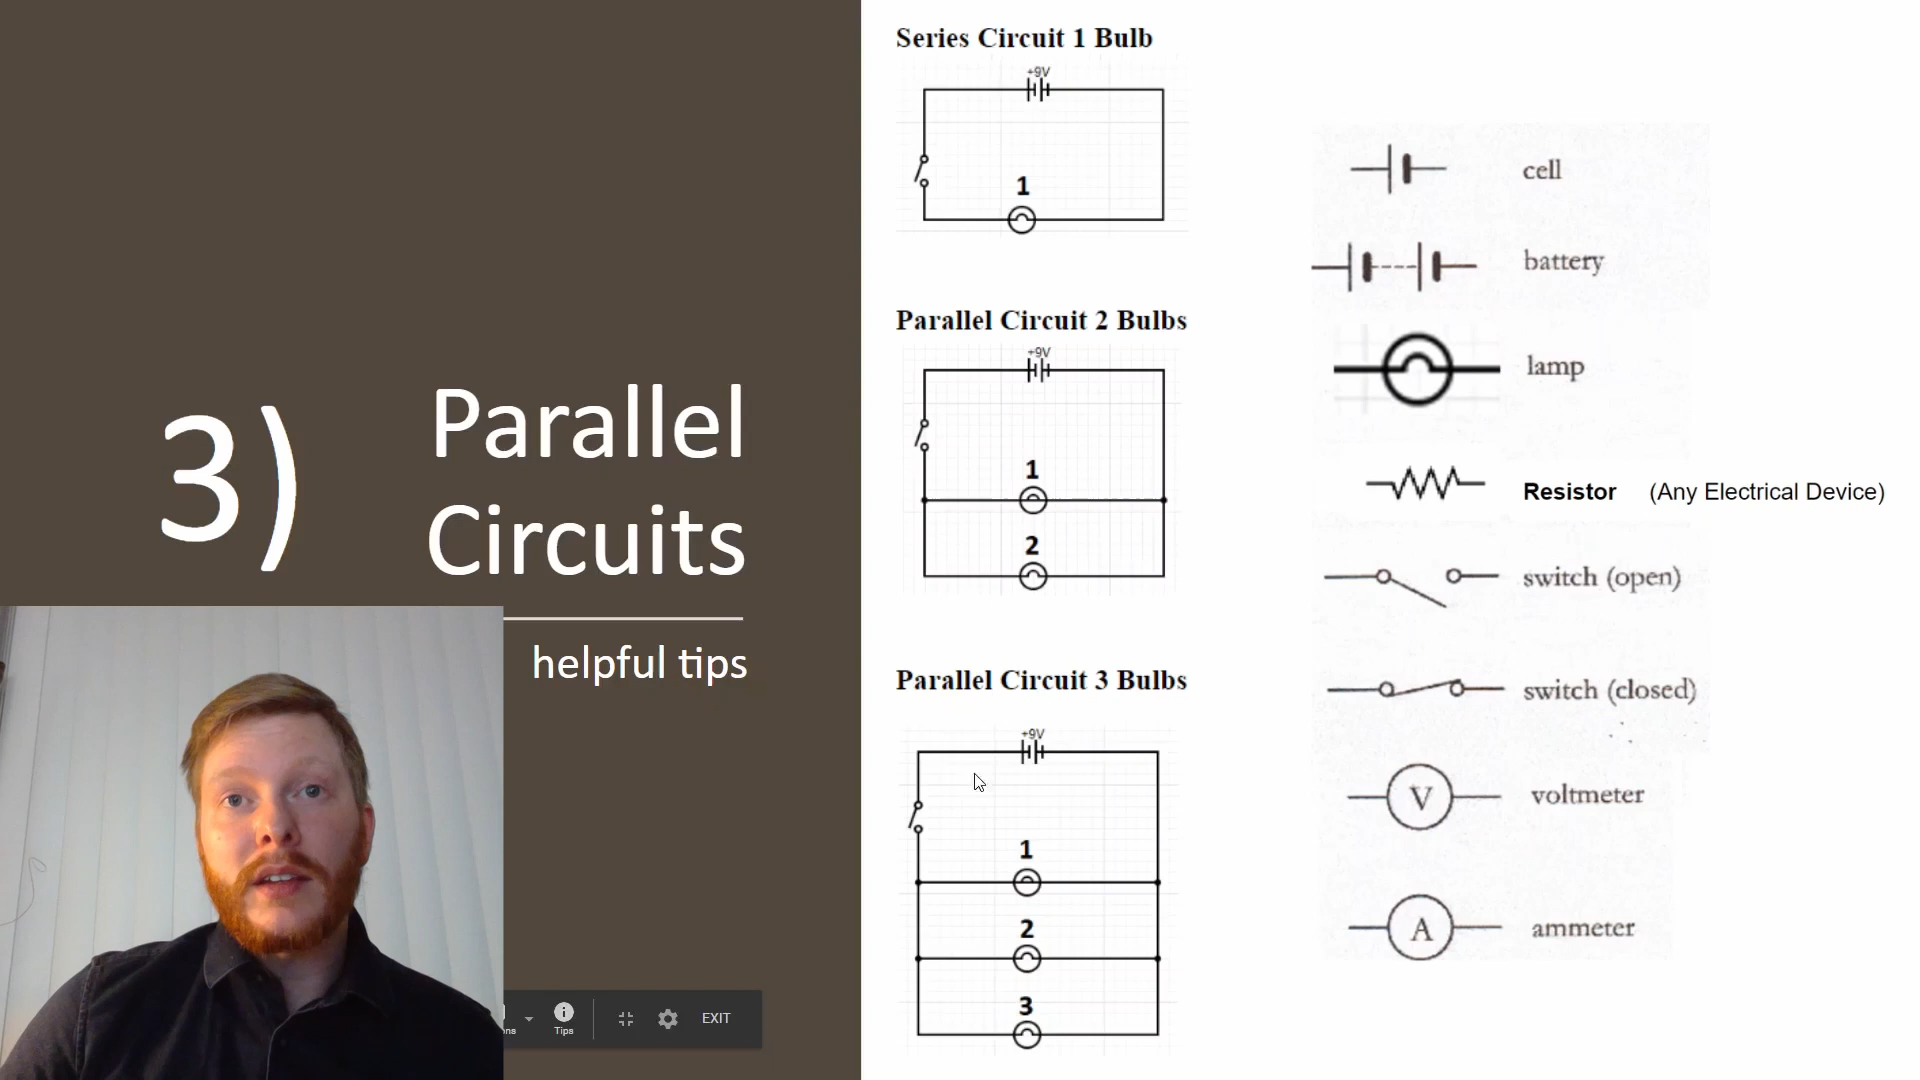 3)
Parallel
Circuits
helpful tips
ns
Tips
EXIT
Series Circuit 1 Bulb
+9V
1
Parallel Circuit 2 Bulbs
+9V
1
2
Parallel Circuit 3 Bulbs
+9V
1
2
3
cell
battery
lamp
Resistor (Any Electrical Device)
switch (open)
switch (closed)
V voltmeter
A ammeter